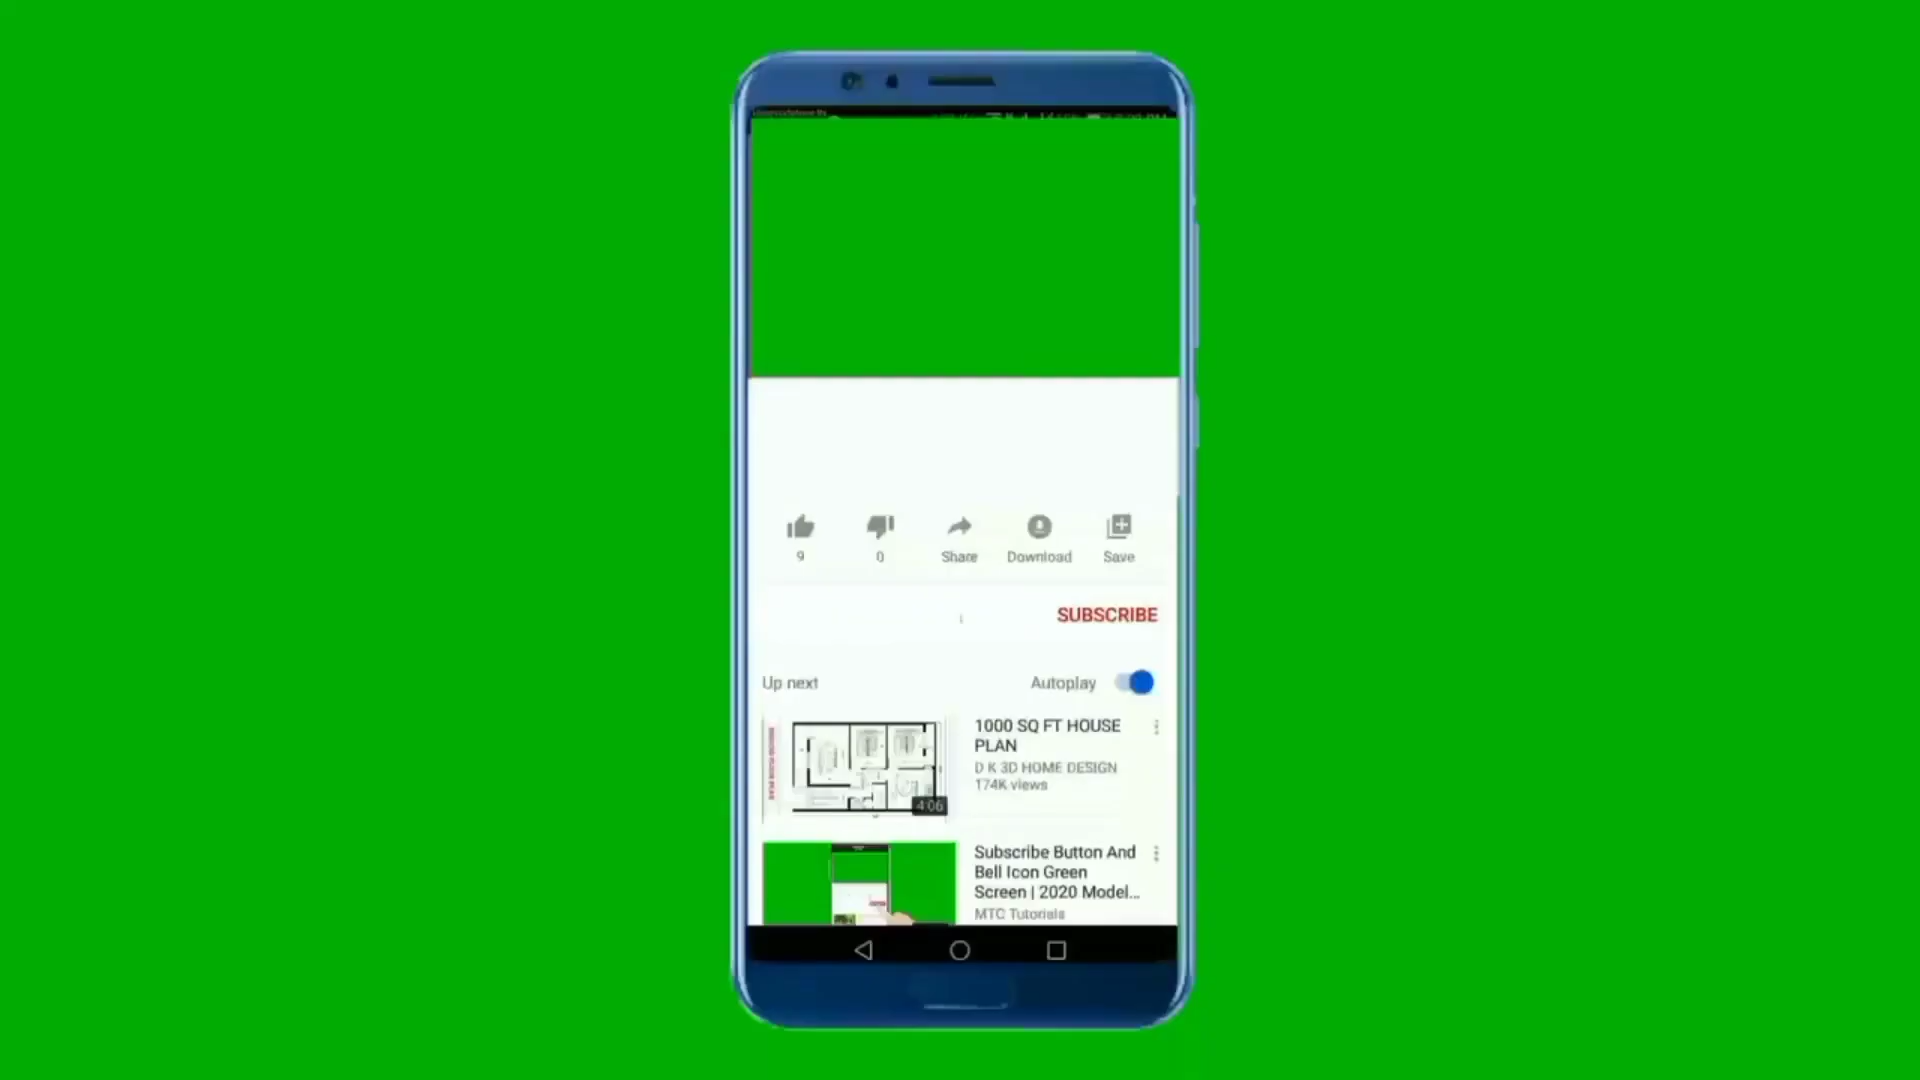 9
0
Share
Download
Save
SUBSCRIBE
Up next
Autoplay
1000 SQ FT HOUSE
PLAN
D K 3D HOME DESIGN
174K views
4:06
Subscribe Button And
Bell Icon Green
Screen | 2020 Model...
MTC Tutorials